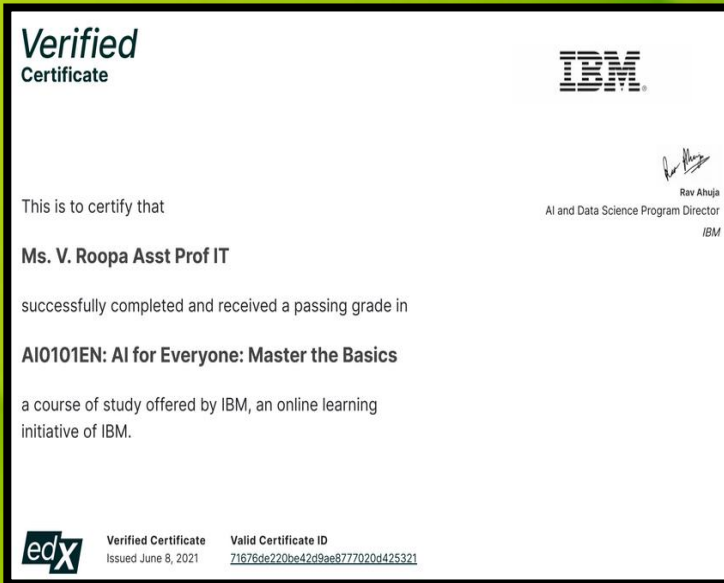 Verified
Certificate
IBM®
Rav Ahuja
AI and Data Science Program Director
IBM
This is to certify that
Ms. V. Roopa Asst Prof IT
successfully completed and received a passing grade in
AI0101EN: AI for Everyone: Master the Basics
a course of study offered by IBM, an online learning
initiative of IBM.
edX
Verified Certificate
Issued June 8, 2021
Valid Certificate ID
71676de220be42d9ae8777020d425321